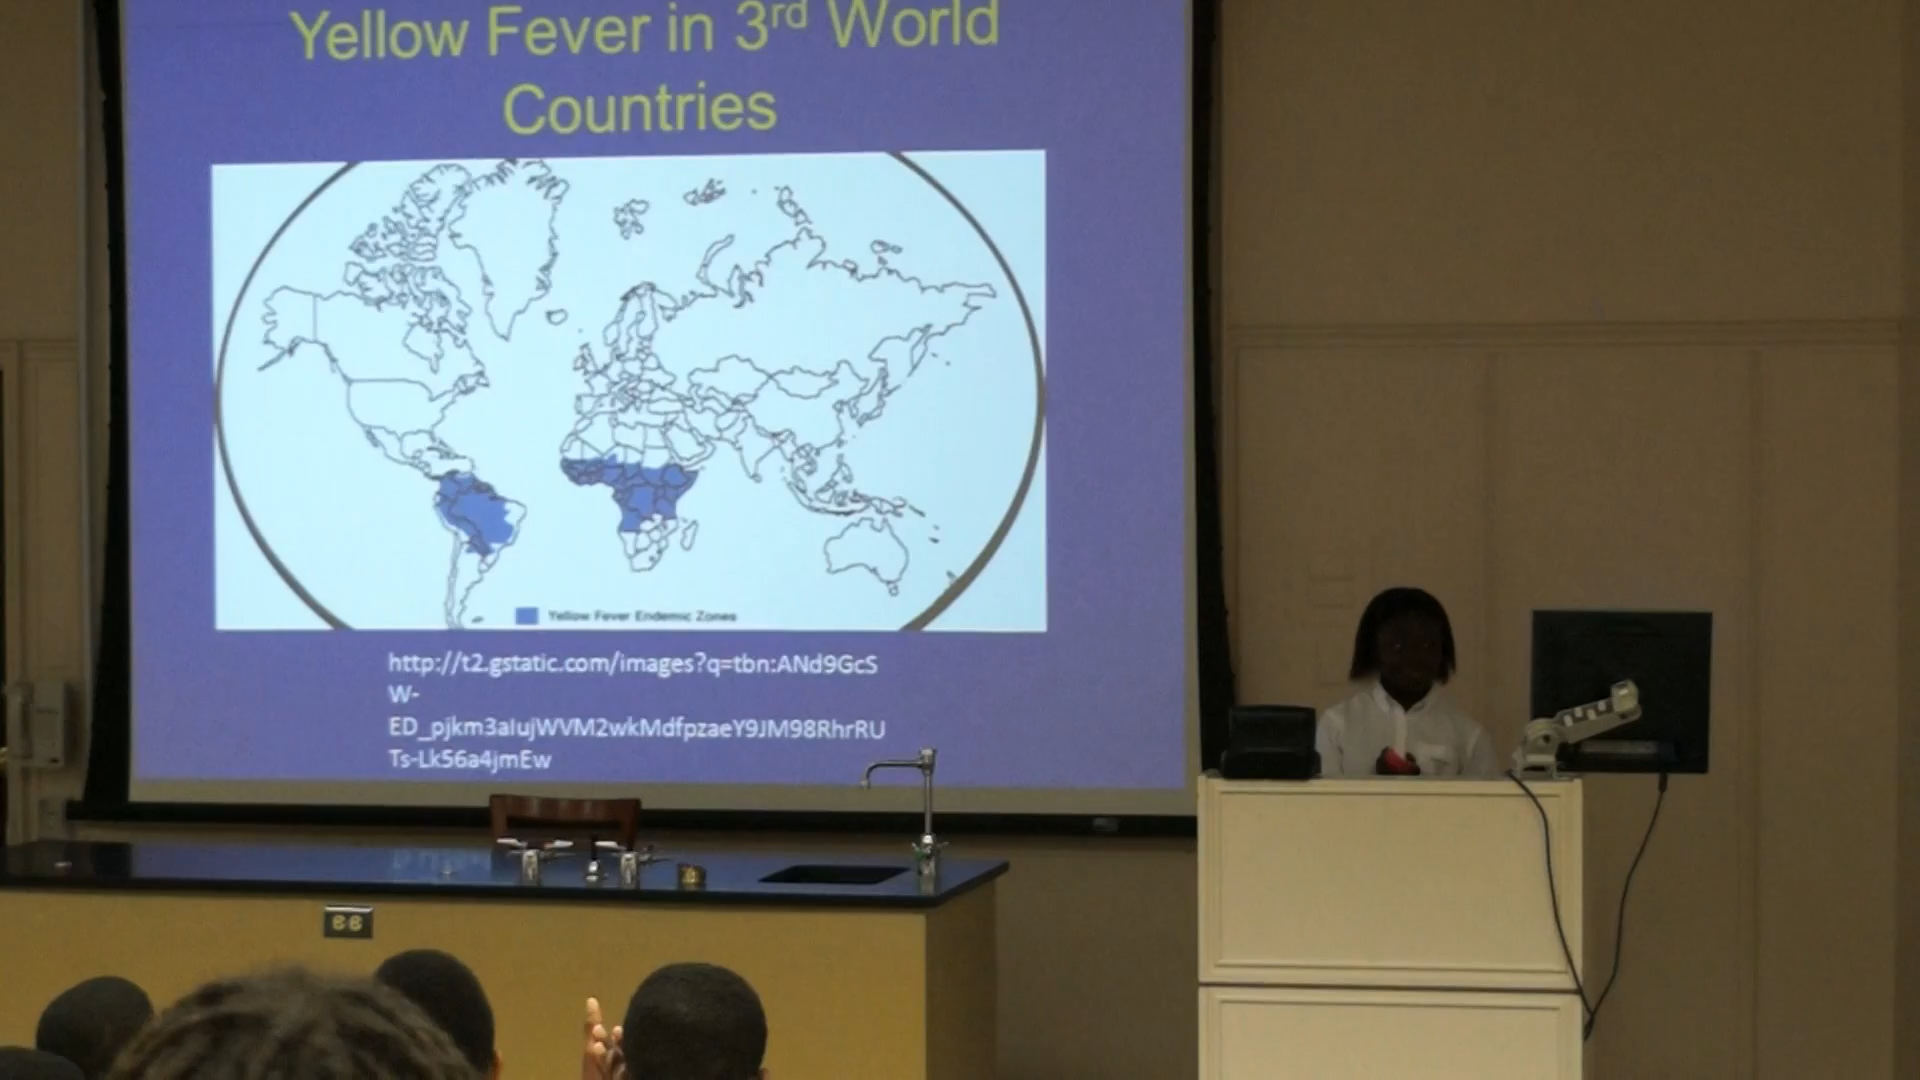 Yellow Fever in 3rd World
Countries
Yellow Fever Endemic Zones
http://t2.gstatic.com/images?q=tbn:ANd9GcS
W-
ED_pjkm3aIujWVM2wkMdfpzaeY9JM98RhrRU
Ts-Lk56a4jmEw